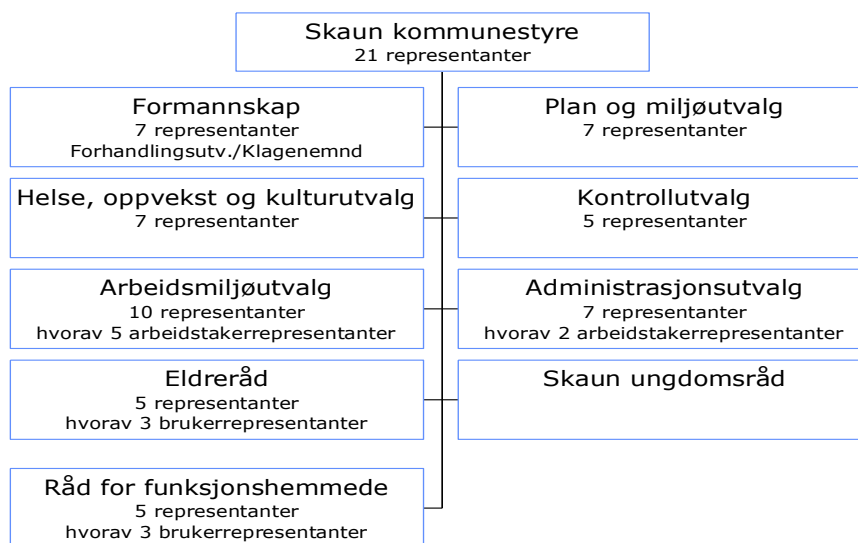 Skaun kommunestyre
21 representanter
Formannskap
7 representanter
Forhandlingsutv./Klagenemnd
Plan og miljøutvalg
7 representanter
Helse, oppvekst og kulturutvalg
7 representanter
Kontrollutvalg
5 representanter
Arbeidsmiljøutvalg
10 representanter
hvorav 5 arbeidstakerrepresentanter
Administrasjonsutvalg
7 representanter
hvorav 2 arbeidstakerrepresentanter
Eldreråd
5 representanter
hvorav 3 brukerrepresentanter
Skaun ungdomsråd
Råd for funksjonshemmede
5 representanter
hvorav 3 brukerrepresentanter